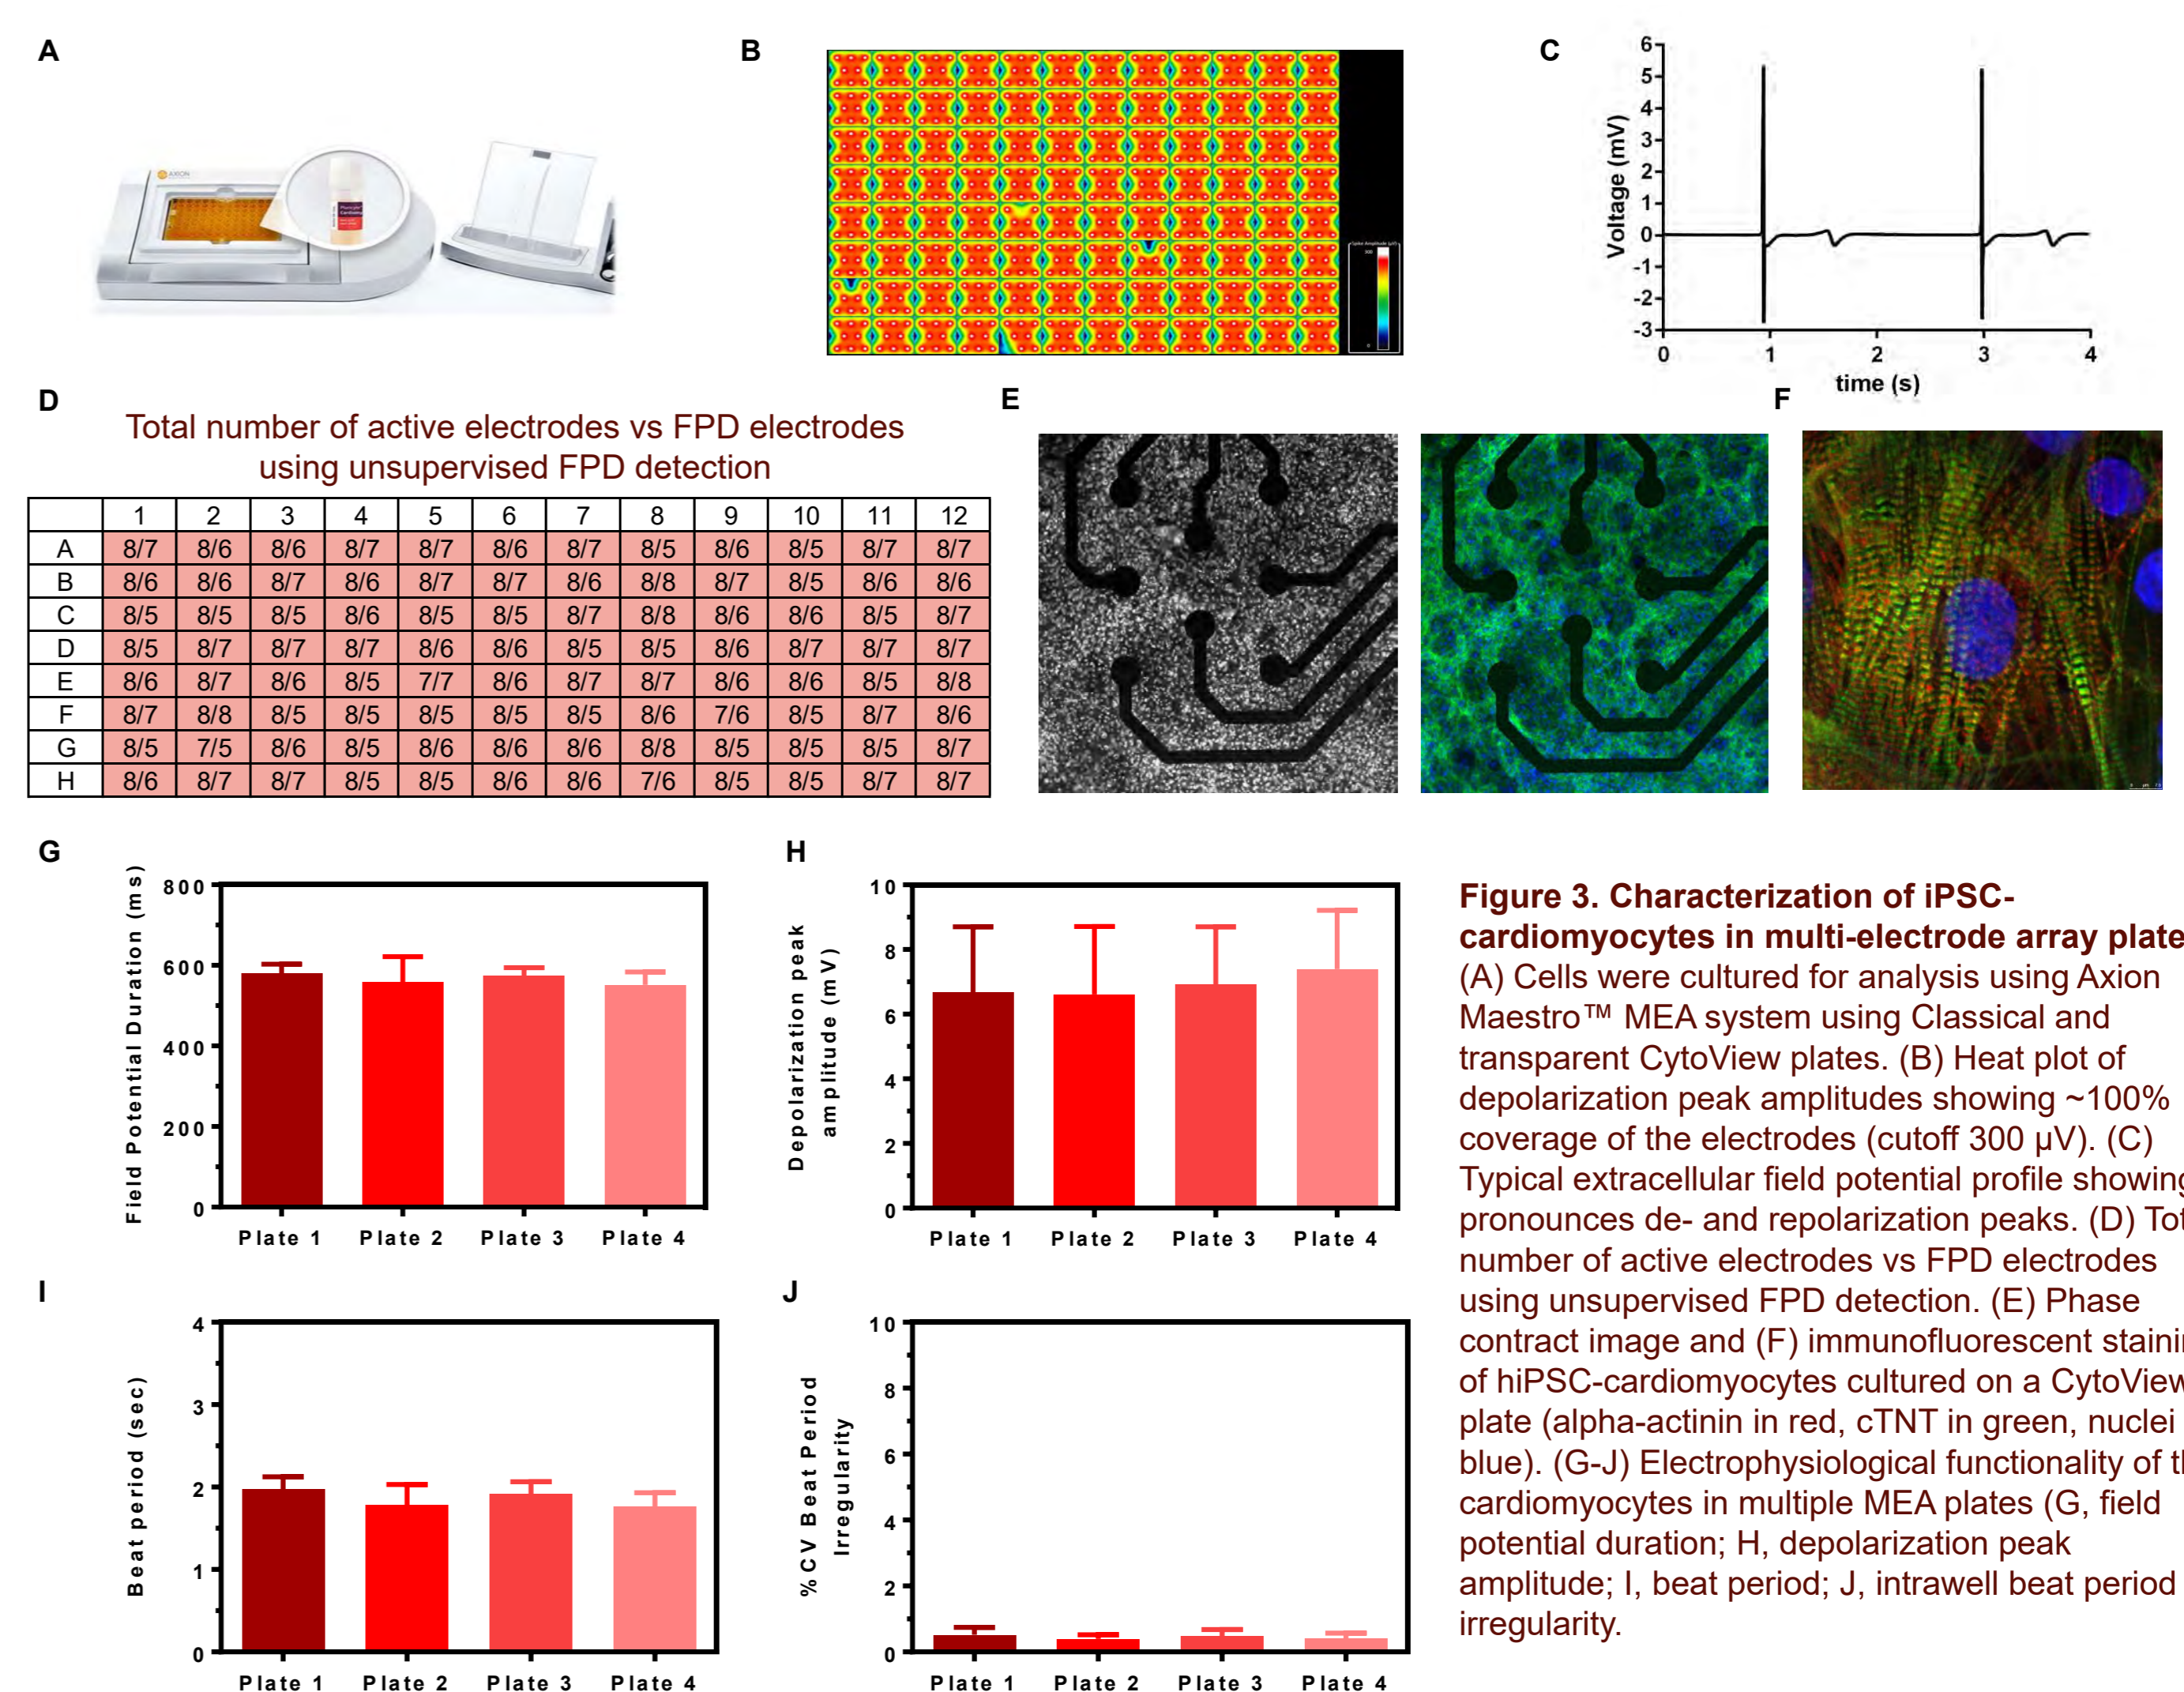 A
AXION
B
C
6
5
4
3
2
1
0
-1
-2
-3
Voltage (mV)
0 1 2 3 4
time (s)
D
Total number of active electrodes vs FPD electrodes
using unsupervised FPD detection
1 2 3 4 5 6 7 8 9 10 11 12
A 8/7 8/6 8/6 8/7 8/7 8/6 8/7 8/5 8/6 8/5 8/7 8/7
B 8/6 8/6 8/7 8/6 8/7 8/7 8/6 8/8 8/7 8/5 8/6 8/6
C 8/5 8/5 8/5 8/6 8/5 8/5 8/7 8/8 8/6 8/6 8/5 8/7
D 8/5 8/7 8/7 8/7 8/6 8/6 8/5 8/5 8/6 8/7 8/7 8/7
E 8/6 8/7 8/6 8/5 7/7 8/6 8/7 8/7 8/6 8/6 8/5 8/8
F 8/7 8/8 8/5 8/5 8/5 8/5 8/5 8/6 7/6 8/5 8/7 8/6
G 8/5 7/5 8/6 8/5 8/6 8/6 8/6 8/8 8/5 8/5 8/5 8/7
H 8/6 8/7 8/7 8/5 8/5 8/6 8/6 7/6 8/5 8/5 8/7 8/7
E
F
G
Field Potential Duration (ms)
800
600
400
200
0
Plate 1 Plate 2 Plate 3 Plate 4
H
Depolarization peak
amplitude (mV)
10
8
6
4
2
0
Plate 1 Plate 2 Plate 3 Plate 4
I
Beat period (sec)
4
3
2
1
0
Plate 1 Plate 2 Plate 3 Plate 4
J
%CV Beat Period
Irregularity
10
8
6
4
2
0
Plate 1 Plate 2 Plate 3 Plate 4
Figure 3. Characterization of iPSC-
cardiomyocytes in multi-electrode array plate
(A) Cells were cultured for analysis using Axion
Maestro™ MEA system using Classical and
transparent CytoView plates. (B) Heat plot of
depolarization peak amplitudes showing ~100%
coverage of the electrodes (cutoff 300 µV). (C)
Typical extracellular field potential profile showing
pronounces de- and repolarization peaks. (D) Tot
number of active electrodes vs FPD electrodes
using unsupervised FPD detection. (E) Phase
contract image and (F) immunofluorescent stainin
of hiPSC-cardiomyocytes cultured on a CytoView
plate (alpha-actinin in red, cTNT in green, nuclei
blue). (G-J) Electrophysiological functionality of th
cardiomyocytes in multiple MEA plates (G, field
potential duration; H, depolarization peak
amplitude; I, beat period; J, intrawell beat period
irregularity.